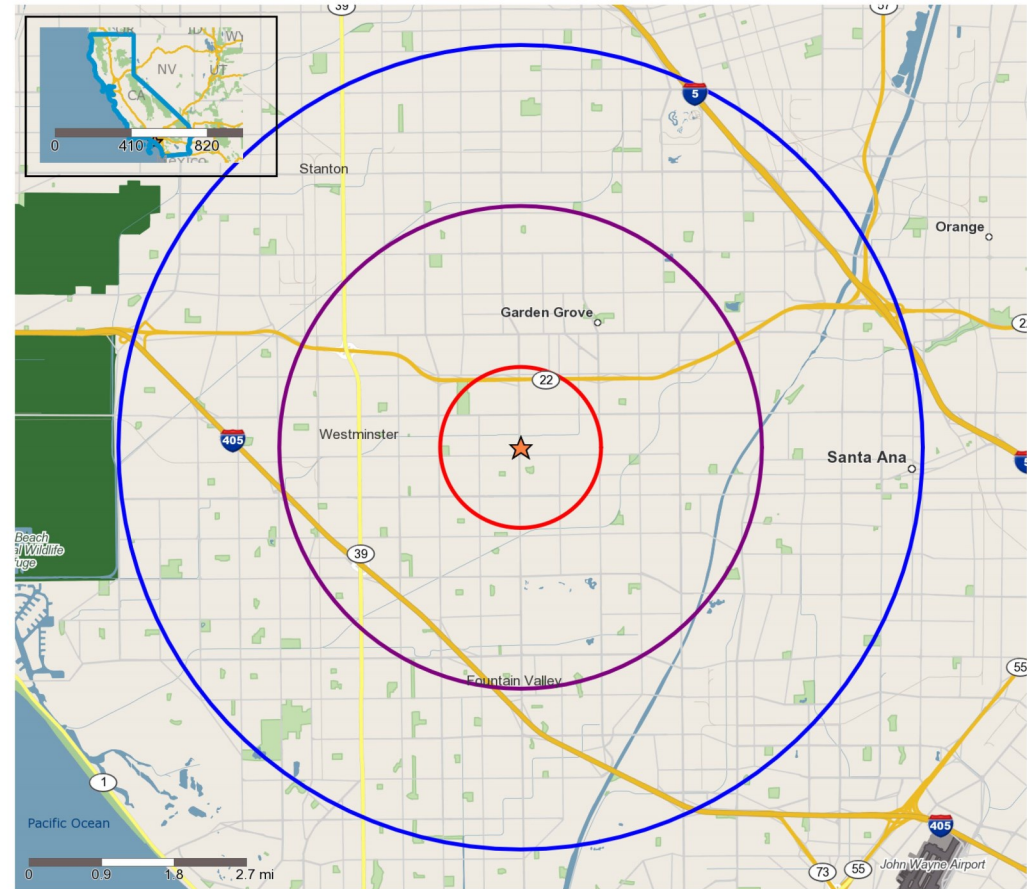 39
57
NV
UT
CA
0
410
820
5
Stanton
Orange
Garden Grove
22
Westminster
405
Santa Ana
Beach
al Wildlife
39
Fountain Valley
55
1
Pacific Ocean
405
0
0.9
1.8
2.7 mi
73
55
John Wayne Airport